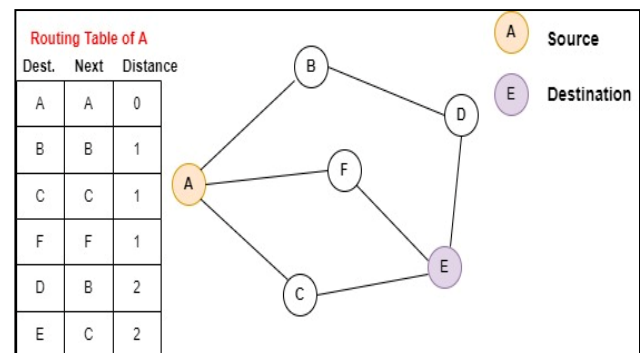 Routing Table of A
Dest. Next Distance
A A 0
B B 1
C C 1
F F 1
D B 2
E C 2
A Source
E Destination
B
D
F
A
E
C